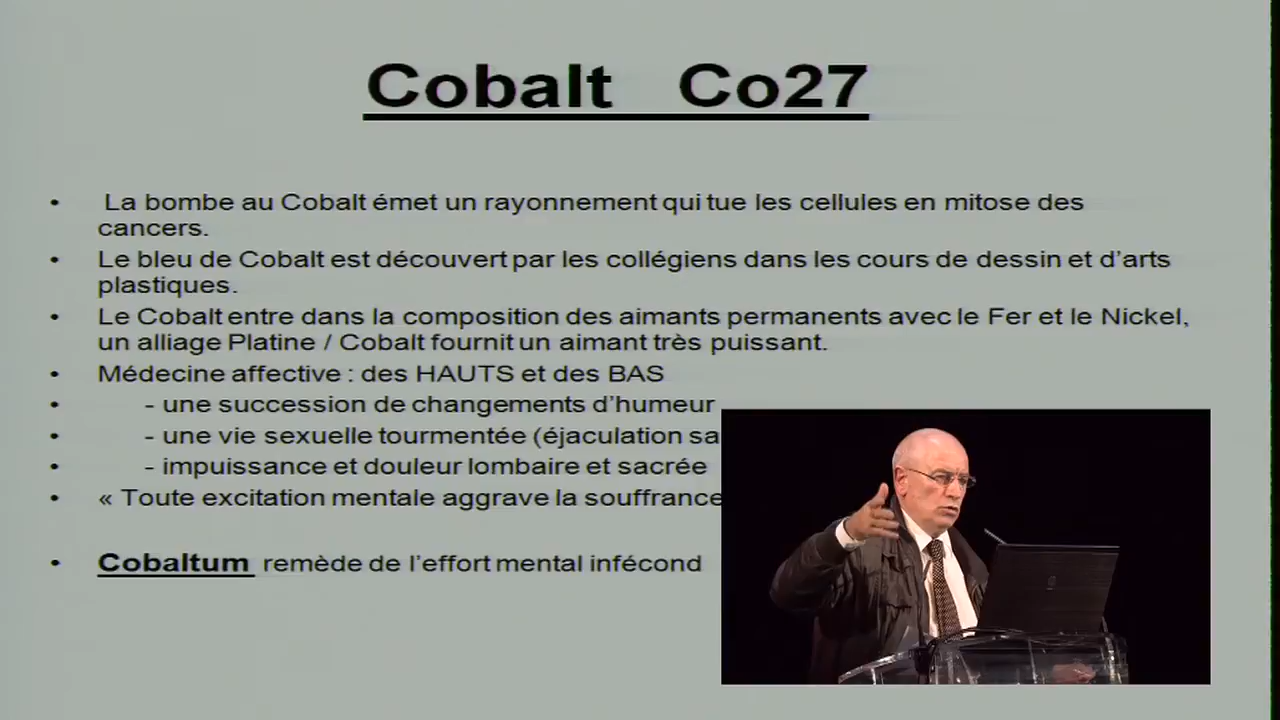 Cobalt Co27
• La bombe au Cobalt émet un rayonnement qui tue les cellules en mitose des
cancers.
• Le bleu de Cobalt est découvert par les collégiens dans les cours de dessin et d’arts
plastiques.
• Le Cobalt entre dans la composition des aimants permanents avec le Fer et le Nickel,
un alliage Platine / Cobalt fournit un aimant très puissant.
• Médecine affective : des HAUTS et des BAS
• - une succession de changements d’humeur
• - une vie sexuelle tourmentée (éjaculation
• - impuissance et douleur lombaire et sacrée
• « Toute excitation mentale aggrave la souffrance
• Cobaltum remède de l’effort mental infécond